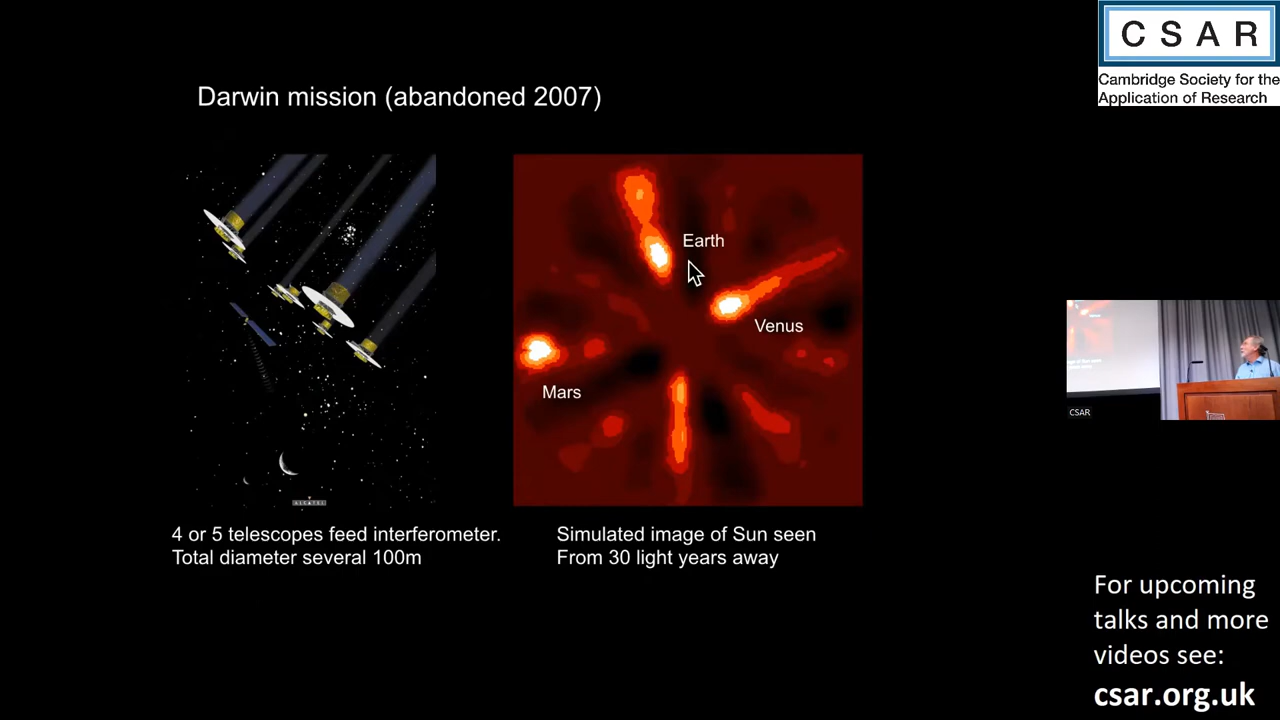 C S A R
Cambridge Society for the
Application of Research
Darwin mission (abandoned 2007)
Earth
Venus
Mars
ALCATEL
4 or 5 telescopes feed interferometer.
Total diameter several 100m
Simulated image of Sun seen
From 30 light years away
CSAR
For upcoming
talks and more
videos see:
csar.org.uk